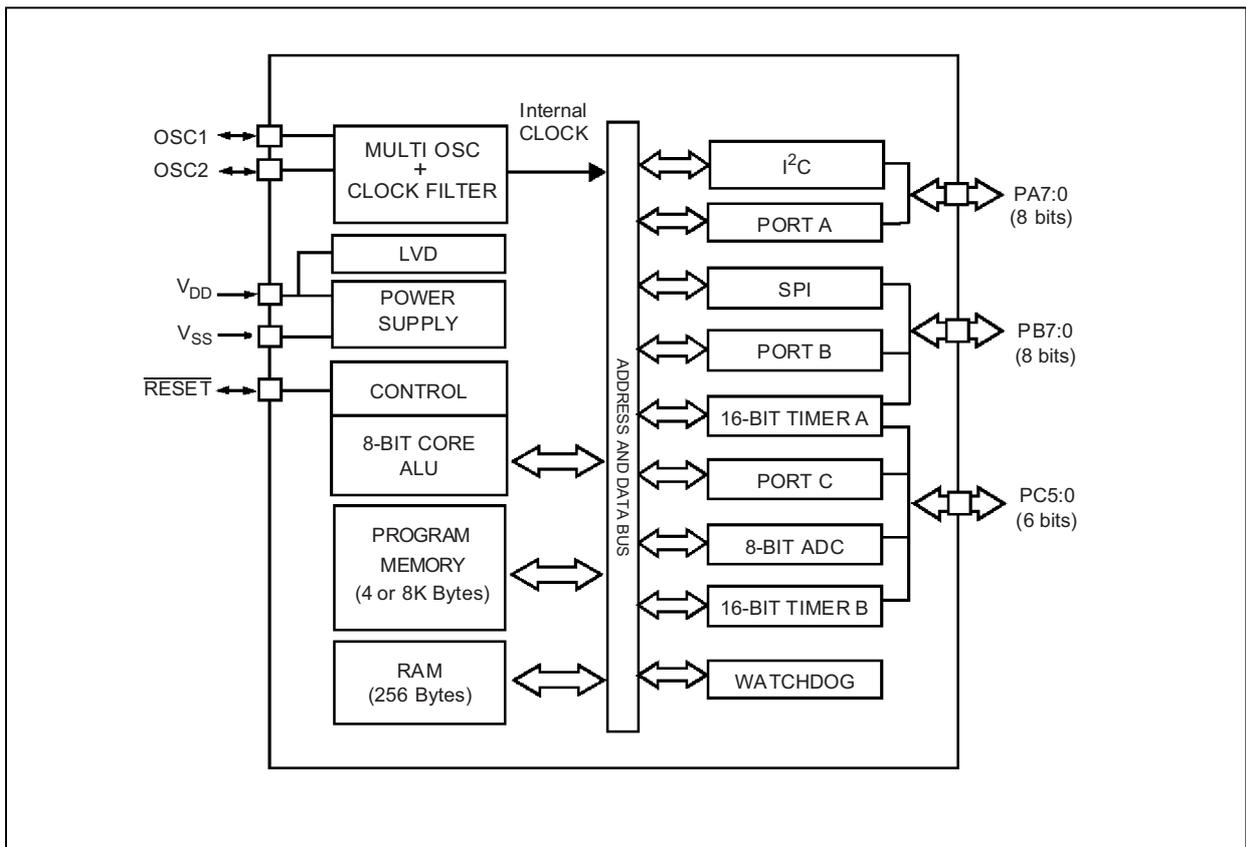 OSC1
OSC2
V_DD
V_SS
RESET
MULTI OSC
+
CLOCK FILTER
LVD
POWER
SUPPLY
CONTROL
8-BIT CORE
ALU
PROGRAM
MEMORY
(4 or 8K Bytes)
RAM
(256 Bytes)
Internal
CLOCK
ADDRESS AND DATA BUS
I²C
PORT A
SPI
PORT B
16-BIT TIMER A
PORT C
8-BIT ADC
16-BIT TIMER B
WATCHDOG
PA7:0
(8 bits)
PB7:0
(8 bits)
PC5:0
(6 bits)